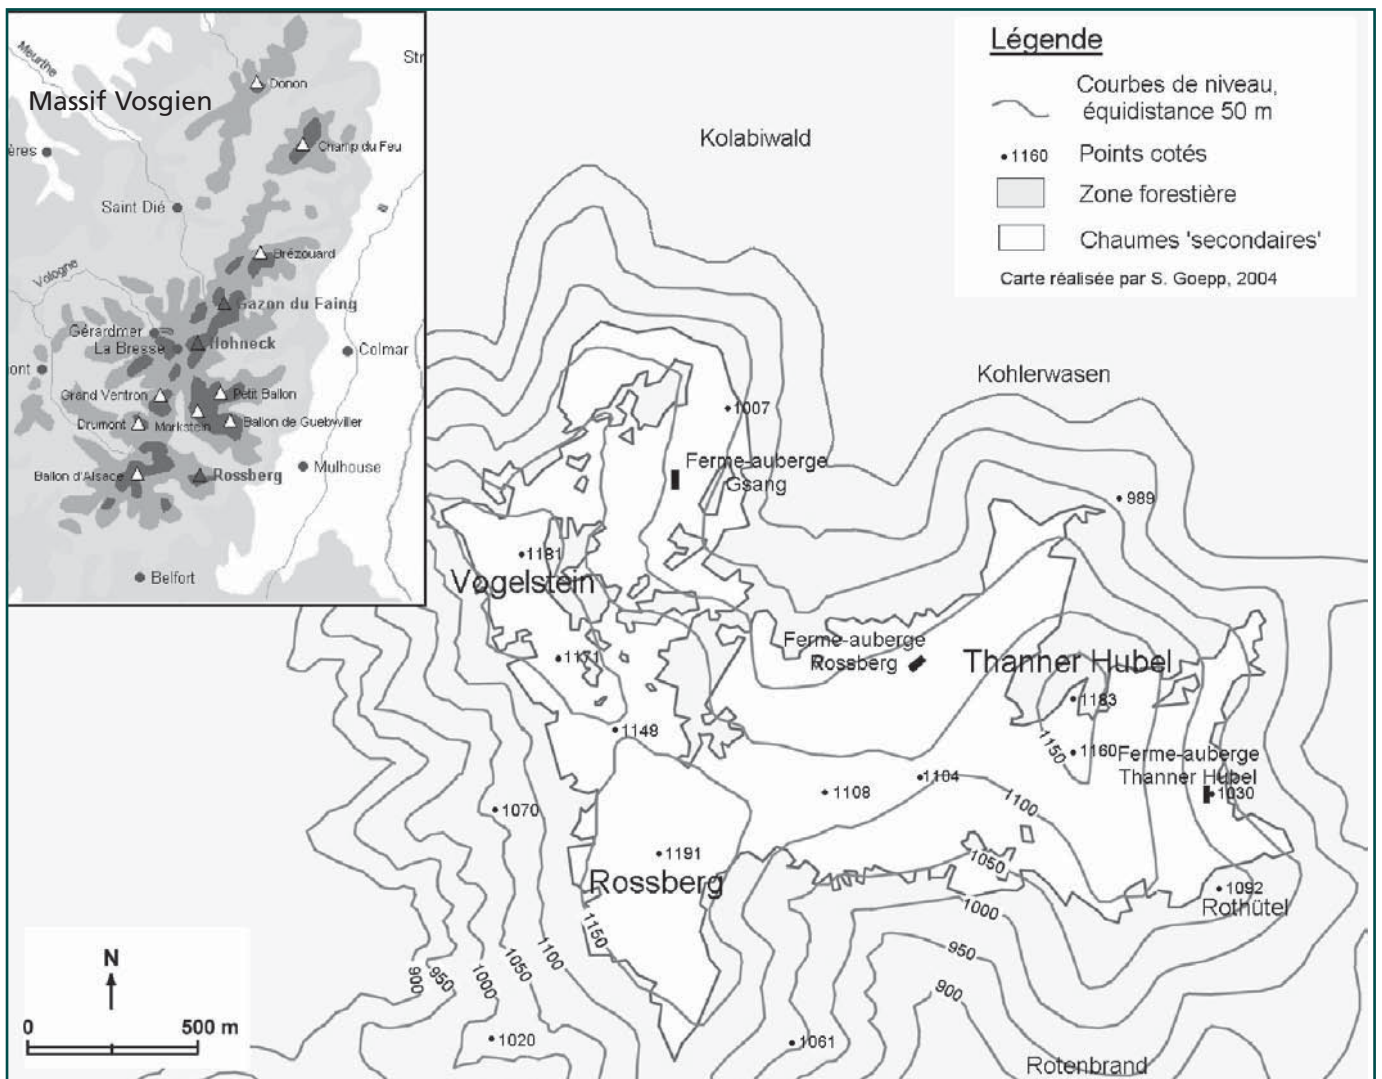 Meurthe
Str
Massif Vosgien
Donon
Champ du Feu
ères
Saint Dié
Brézouard
Vologne
Gazon du Faing
Gérardmer
La Bresse
Hohneck
Colmar
ont
Grand Ventron
Petit Ballon
Drumont
Markstein
Ballon de Guebwiller
Ballon d'Alsace
Rossberg
Mulhouse
Belfort
Légende
Courbes de niveau,
équidistance 50 m
1160
Points cotés
Zone forestière
Chaumes 'secondaires'
Carte réalisée par S. Goepp, 2004
Kolabiwald
Kohlerwasen
1007
Ferme-auberge
Gsang
989
1181
Vogelstein
Ferme-auberge
Rossberg
Thanner Hubel
1171
1183
1148
1150
1160
Ferme-auberge
Thanner Hubel
1030
1104
1108
1100
1070
1191
Rossberg
1050
1092
Rothütel
1000
1150
950
1100
1050
1000
950
900
900
N
0
500 m
1020
1061
Rotenbrand